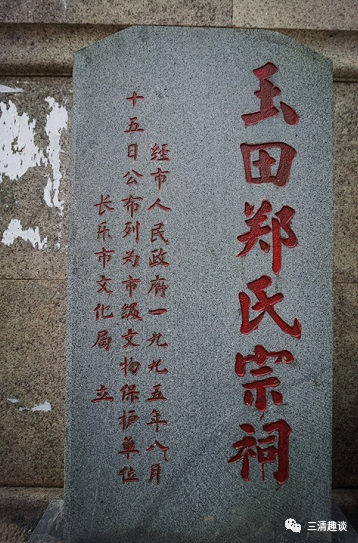 玉田郑氏宗祠
经市人民政府一九九五年八月
十五日公布列为市级文物保护单位
长乐市文化局 立
三清趣谈